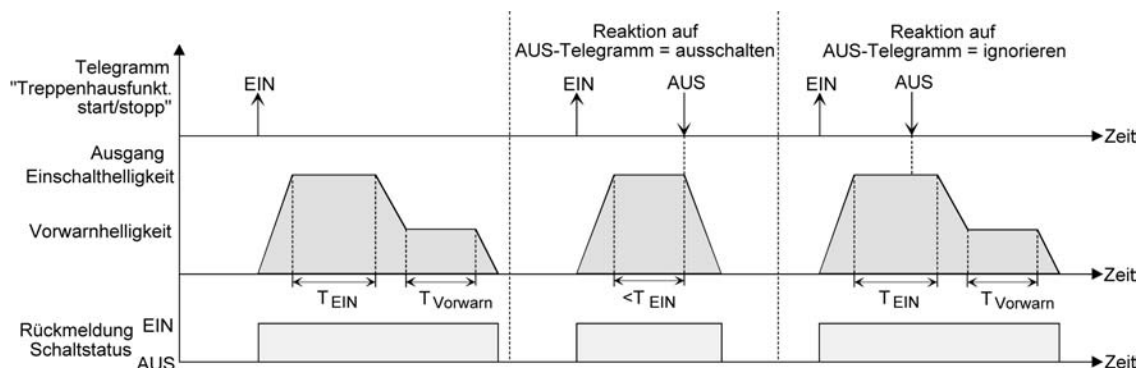 Reaktion auf
AUS-Telegramm = ausschalten
Reaktion auf
AUS-Telegramm = ignorieren
Telegramm
"Treppenhausfunkt.
start/stopp"
EIN
EIN
AUS
EIN
AUS
Zeit
Ausgang
Einschalthelligkeit
Vorwarnhelligkeit
Zeit
T EIN
T Vorwarn
<T EIN
T EIN
T Vorwarn
Rückmeldung
Schaltstatus
EIN
AUS
Zeit